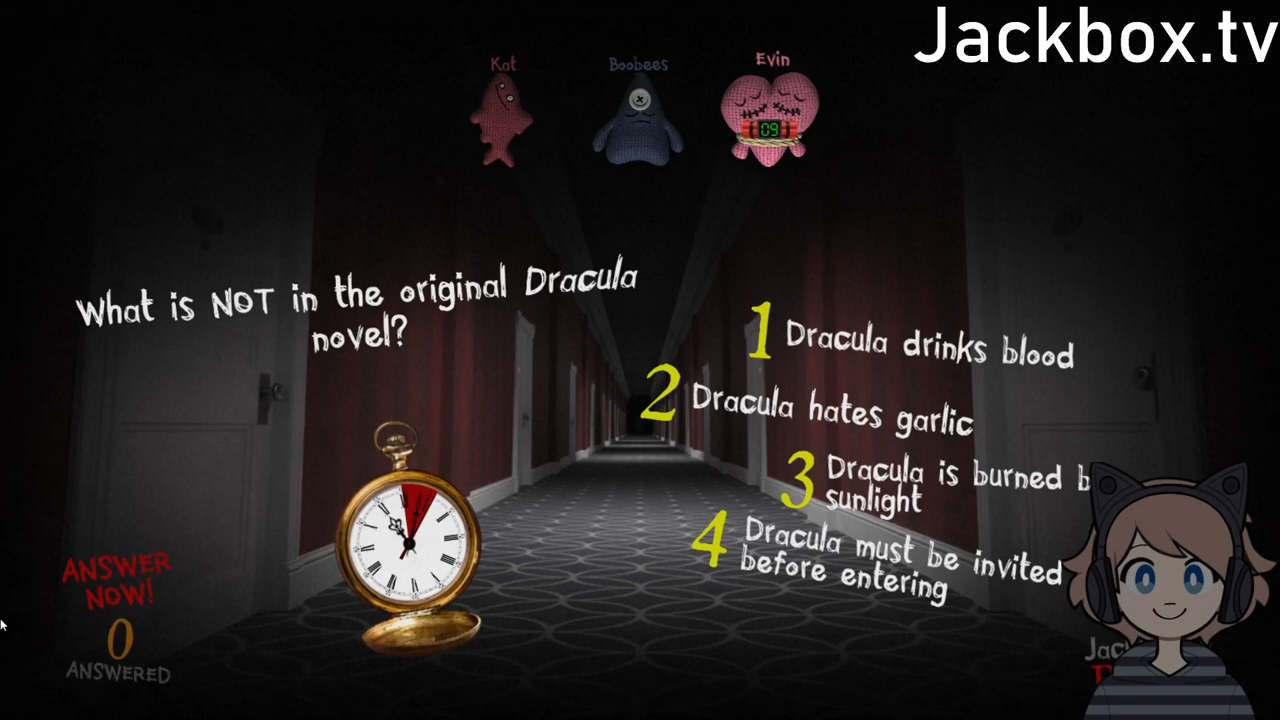 Jackbox.tv
Kat
Boobees
Evin
09
What is NOT in the original Dracula
novel?
1 Dracula drinks blood
2 Dracula hates garlic
3 Dracula is burned b
sunlight
4 Dracula must be invited
before entering
ANSWER
NOW!
0
ANSWERED
Jac